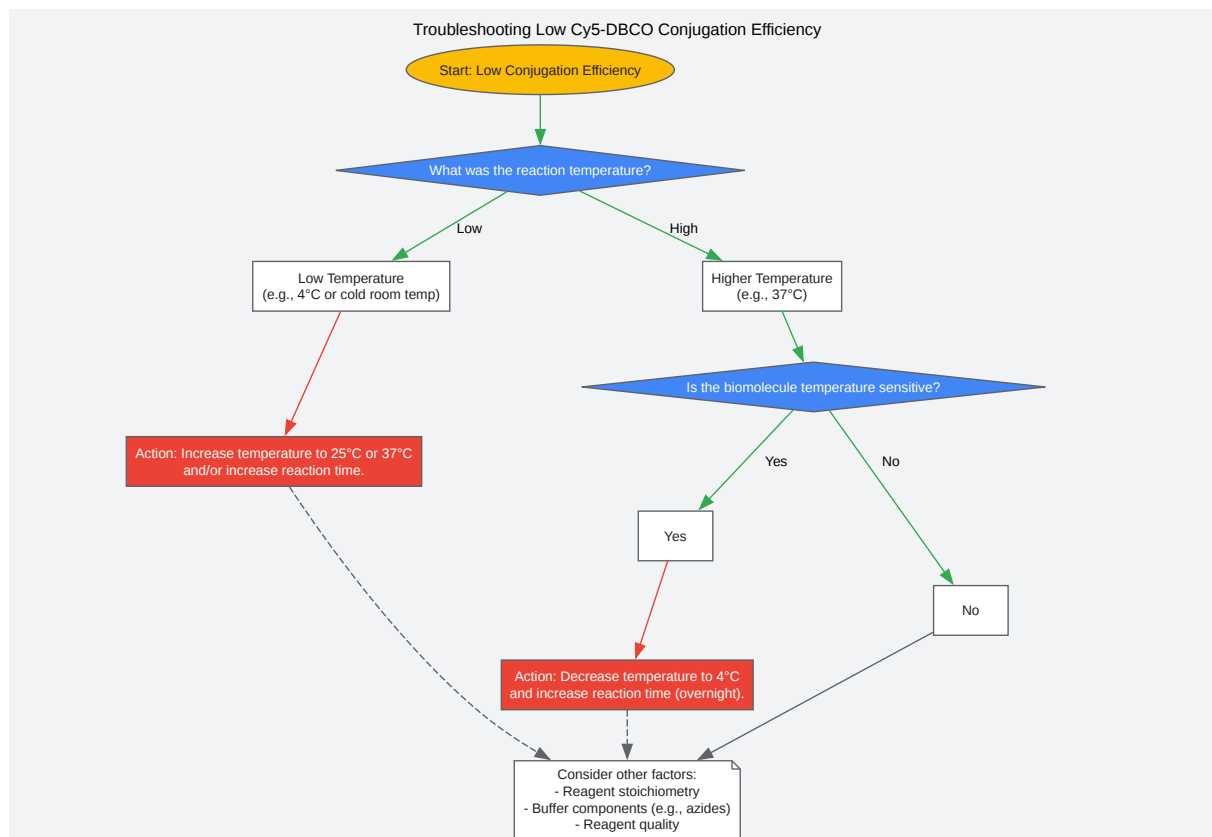 Troubleshooting Low Cy5-DBCO Conjugation Efficiency
Start: Low Conjugation Efficiency
What was the reaction temperature?
Low
High
Low Temperature
(e.g., 4°C or cold room temp)
Higher Temperature
(e.g., 37°C)
Is the biomolecule temperature sensitive?
Action: Increase temperature to 25°C or 37°C
and/or increase reaction time.
Yes
No
Yes
No
Action: Decrease temperature to 4°C
and increase reaction time (overnight).
Consider other factors:
- Reagent stoichiometry
- Buffer components (e.g., azides)
- Reagent quality